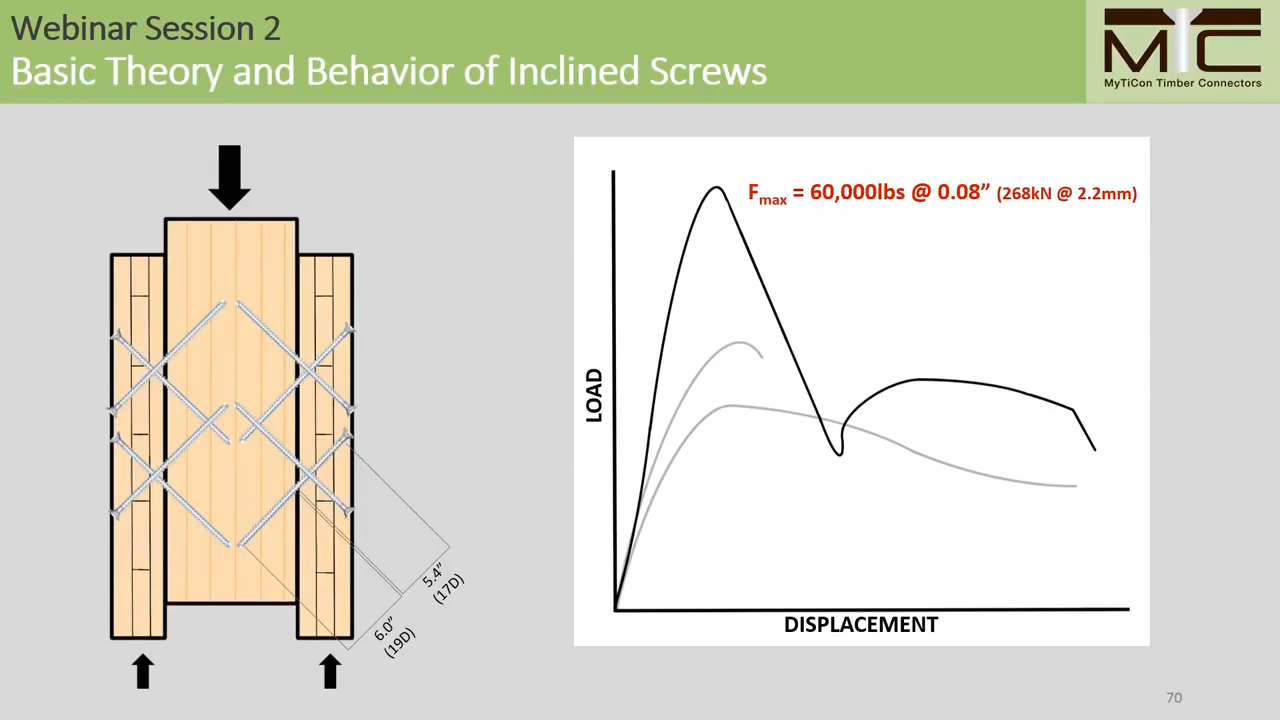 Webinar Session 2
Basic Theory and Behavior of Inclined Screws
MTC
MyTiCon Timber Connectors
5.4”
(17D)
6.0”
(19D)
Fmax = 60,000lbs @ 0.08” (268kN @ 2.2mm)
LOAD
DISPLACEMENT
70